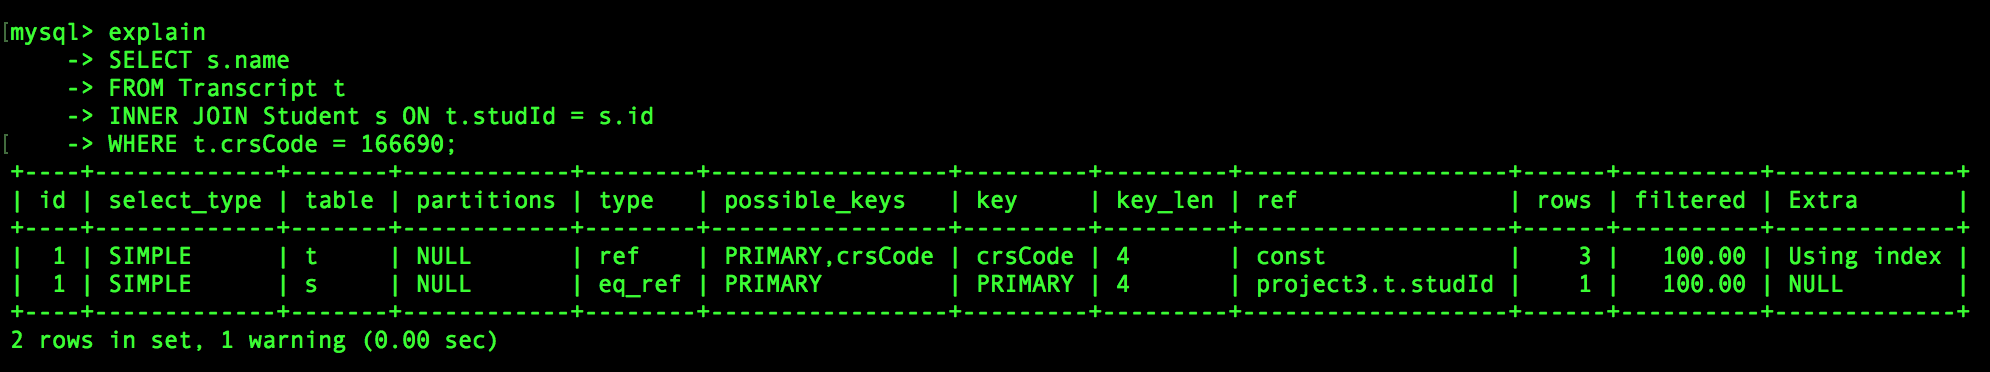 [mysql> explain
    -> SELECT s.name
    -> FROM Transcript t
    -> INNER JOIN Student s ON t.studId = s.id
[    -> WHERE t.crsCode = 166690;
+----+-------------+-------+------------+--------+-----------------+---------+---------+-------------------+------+----------+-------------+
| id | select_type | table | partitions | type   | possible_keys   | key     | key_len | ref               | rows | filtered | Extra       |
+----+-------------+-------+------------+--------+-----------------+---------+---------+-------------------+------+----------+-------------+
|  1 | SIMPLE      | t     | NULL       | ref    | PRIMARY,crsCode | crsCode | 4       | const             |    3 |   100.00 | Using index |
|  1 | SIMPLE      | s     | NULL       | eq_ref | PRIMARY         | PRIMARY | 4       | project3.t.studId |    1 |   100.00 | NULL        |
+----+-------------+-------+------------+--------+-----------------+---------+---------+-------------------+------+----------+-------------+
2 rows in set, 1 warning (0.00 sec)